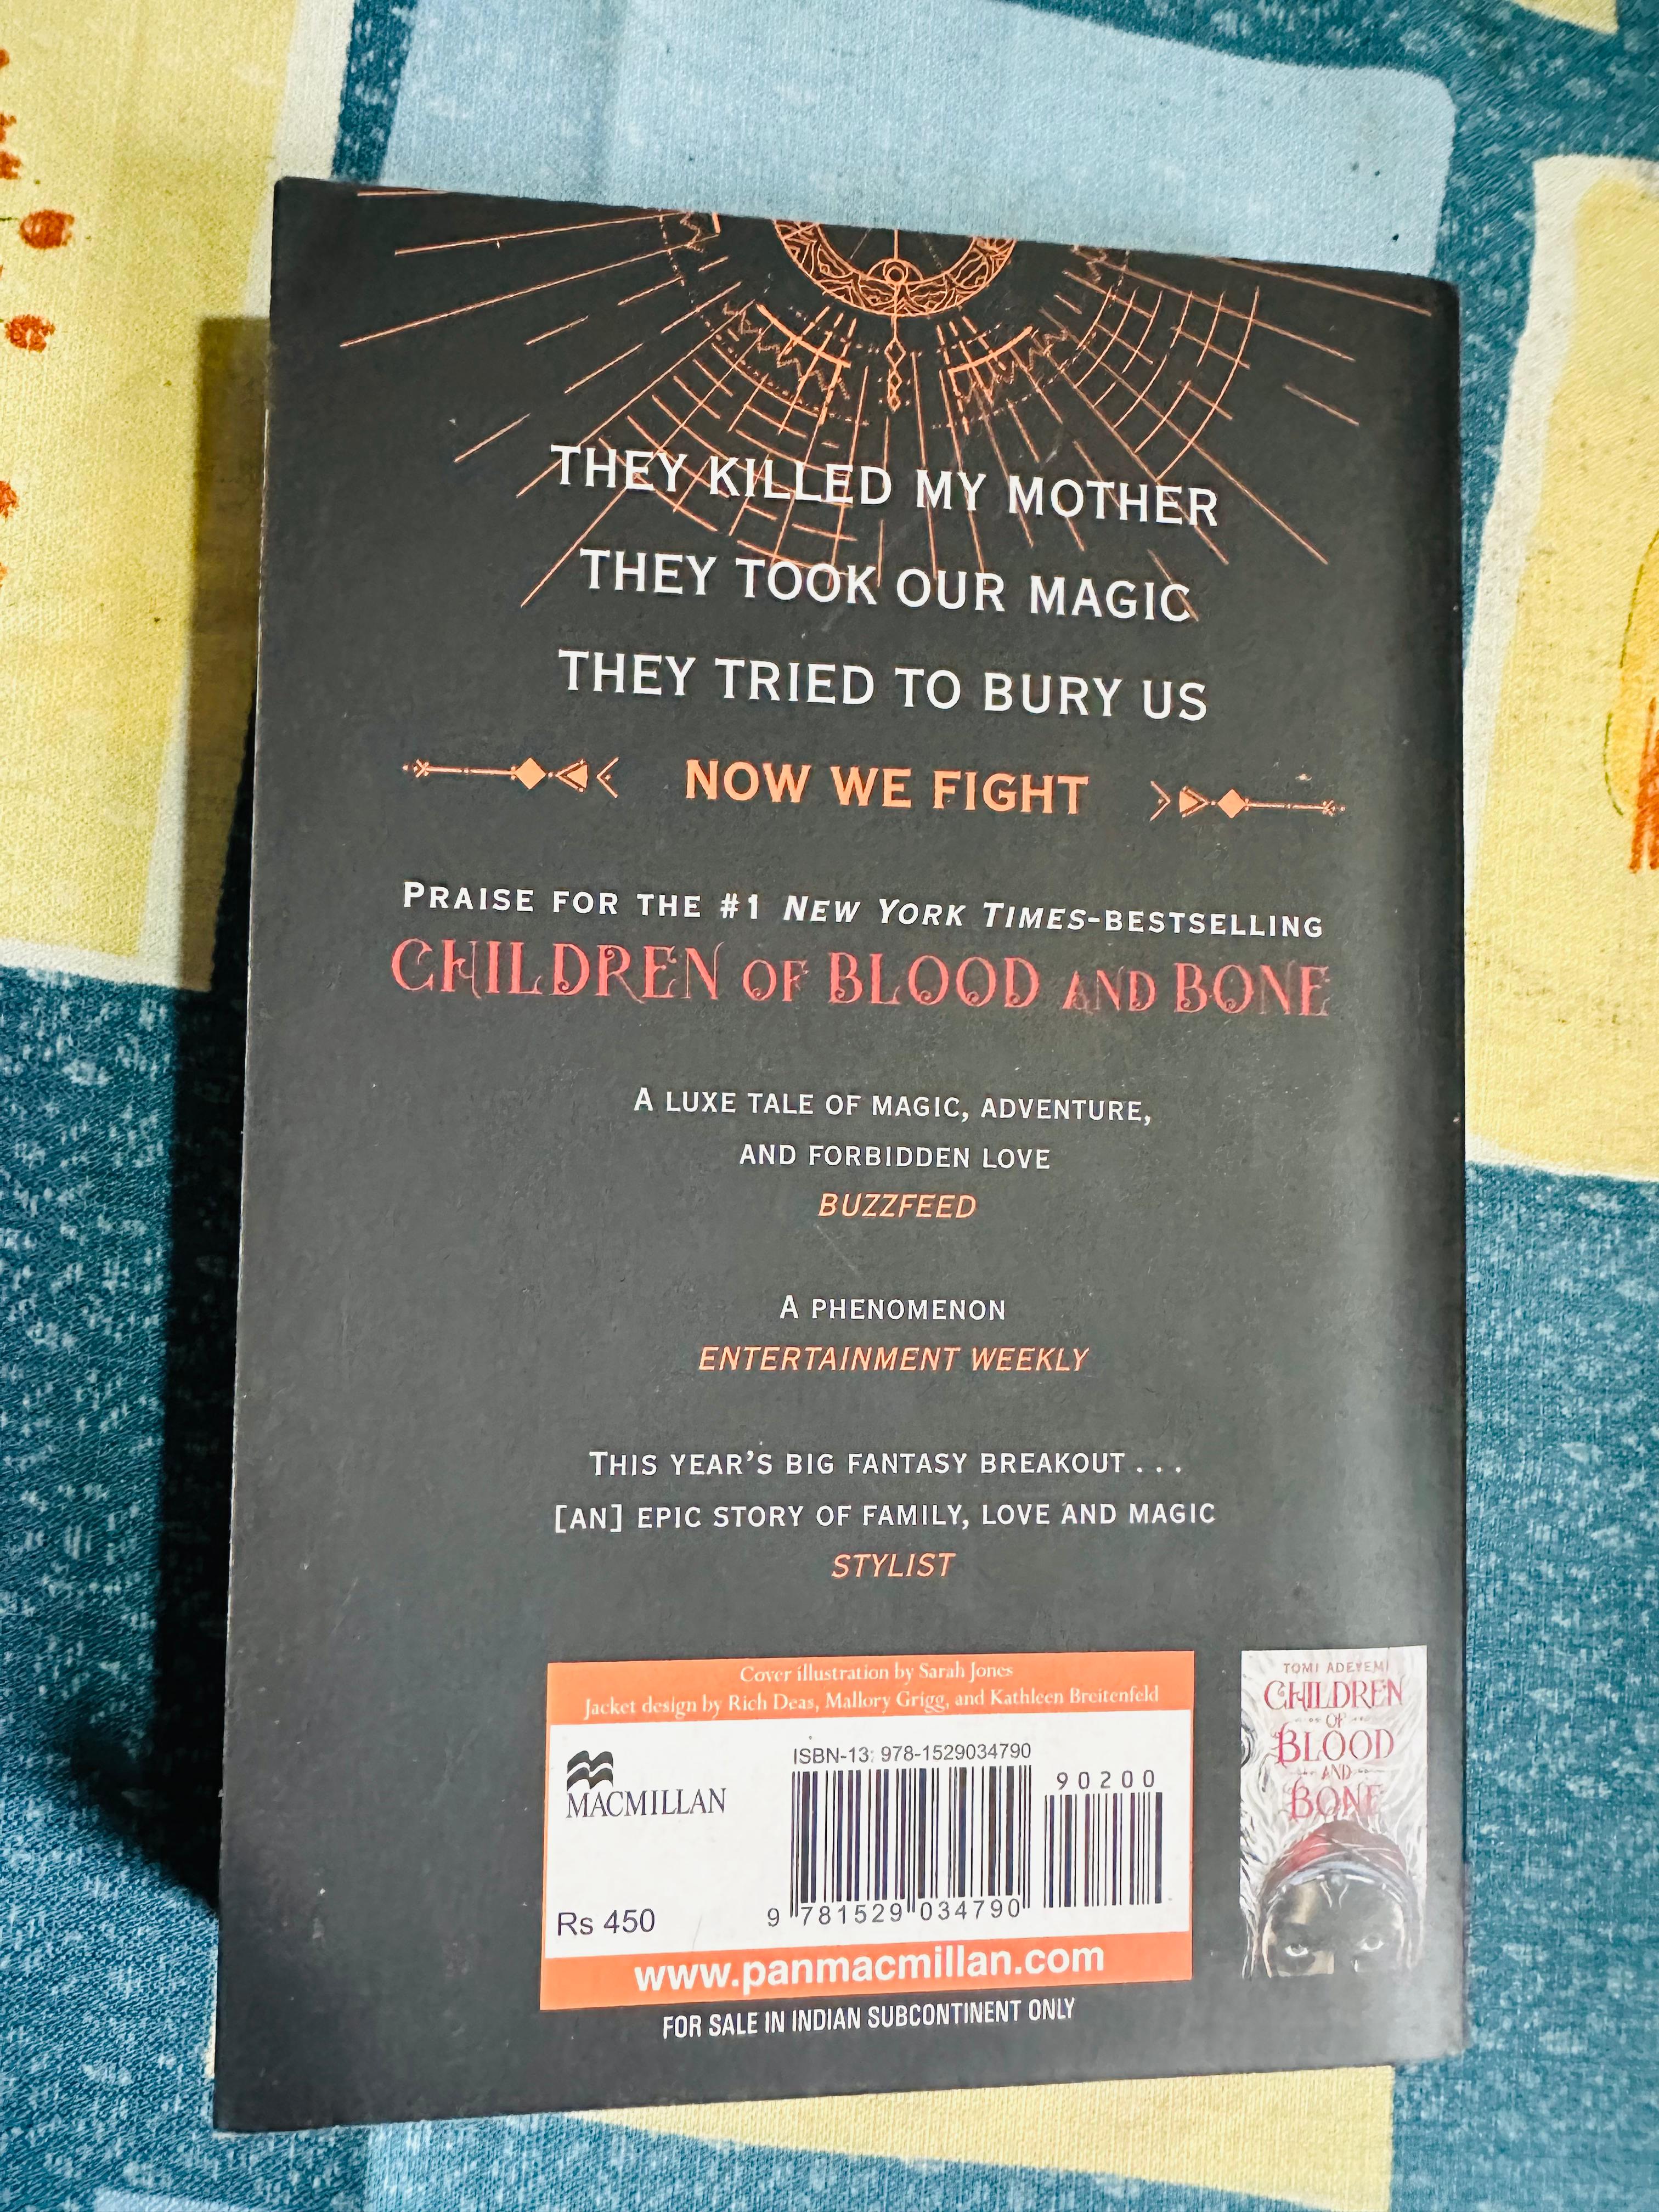 THEY KILLED MY MOTHER
THEY TOOK OUR MAGIC
THEY TRIED TO BURY US
NOW WE FIGHT
PRAISE FOR THE #1 NEW YORK TIMES-BESTSELLING
CHILDREN OF BLOOD AND BONE
A LUXE TALE OF MAGIC, ADVENTURE,
AND FORBIDDEN LOVE
BUZZFEED
A PHENOMENON
ENTERTAINMENT WEEKLY
THIS YEAR'S BIG FANTASY BREAKOUT . . .
[AN] EPIC STORY OF FAMILY, LOVE AND MAGIC
STYLIST
Cover illustration by Sarah Jones
Jacket design by Rich Deas, Mallory Grigg, and Kathleen Breitenfeld
MACMILLAN
Rs 450
ISBN-13: 978-1529034790
90200
9 781529 034790
www.panmacmillan.com
FOR SALE IN INDIAN SUBCONTINENT ONLY
TOMI ADEYEMI
CHILDREN
OF
BLOOD
AND
BONE